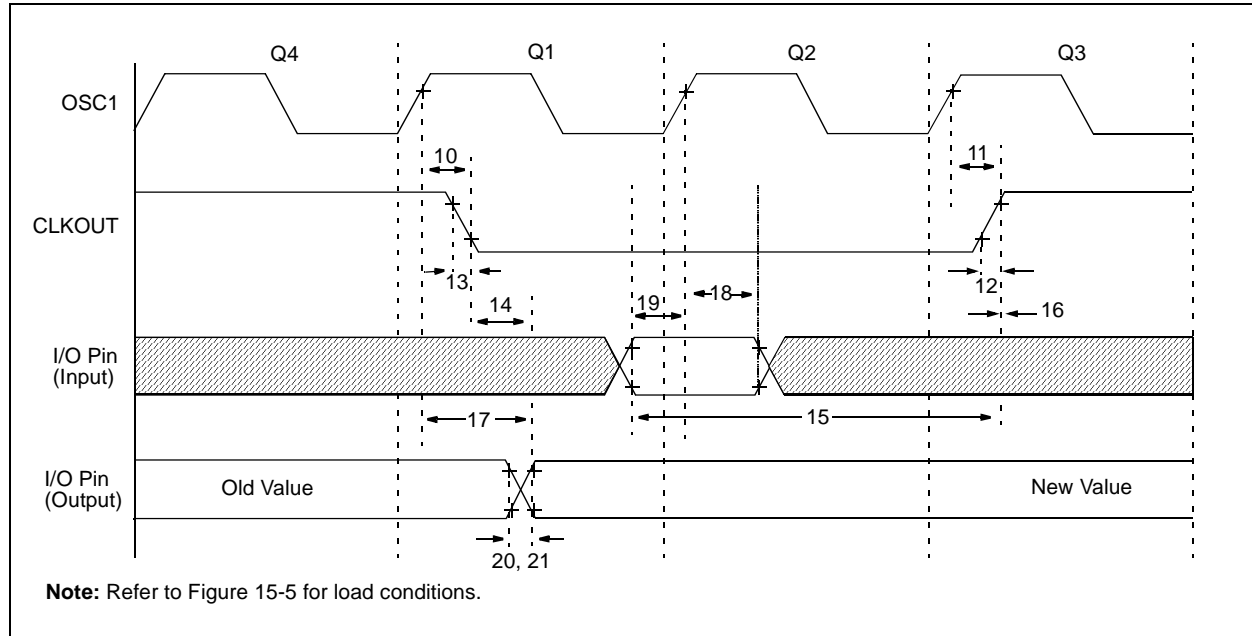 Q4 Q1 Q2 Q3
OSC1
10 11
CLKOUT
13 12
14 19 18 16
I/O Pin
(Input)
17 15
I/O Pin
(Output)
Old Value New Value
20, 21
Note: Refer to Figure 15-5 for load conditions.